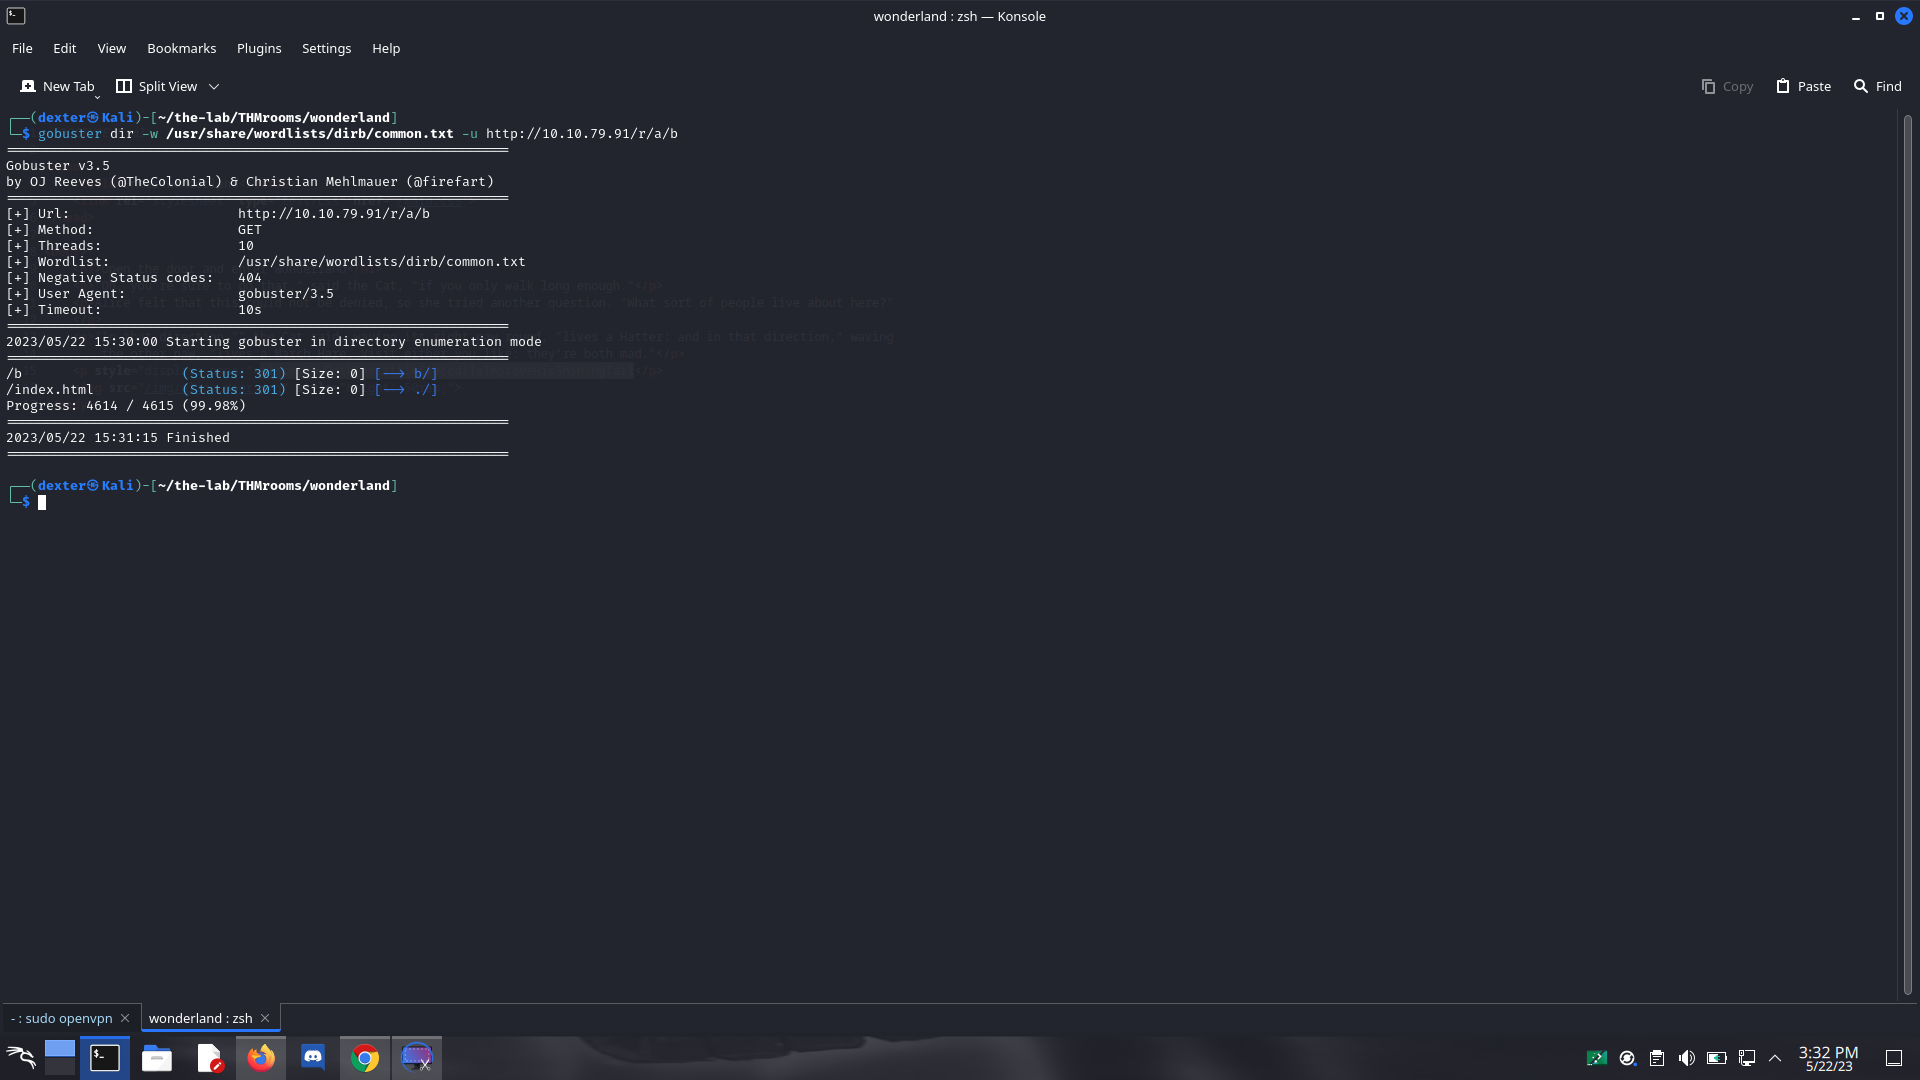 wonderland : zsh — Konsole
File Edit View Bookmarks Plugins Settings Help
New Tab Split View Copy Paste Find
┌──(dexter㉿Kali)-[~/the-lab/THMrooms/wonderland]
└─$ gobuster dir -w /usr/share/wordlists/dirb/common.txt -u http://10.10.79.91/r/a/b
===============================================================
Gobuster v3.5
by OJ Reeves (@TheColonial) & Christian Mehlmauer (@firefart)
===============================================================
[+] Url: http://10.10.79.91/r/a/b
[+] Method: GET
[+] Threads: 10
[+] Wordlist: /usr/share/wordlists/dirb/common.txt
[+] Negative Status codes: 404
[+] User Agent: gobuster/3.5
[+] Timeout: 10s
===============================================================
2023/05/22 15:30:00 Starting gobuster in directory enumeration mode
===============================================================
/b (Status: 301) [Size: 0] [--> b/]
/index.html (Status: 301) [Size: 0] [--> ./]
Progress: 4614 / 4615 (99.98%)
===============================================================
2023/05/22 15:31:15 Finished
===============================================================
┌──(dexter㉿Kali)-[~/the-lab/THMrooms/wonderland]
└─$
- : sudo openvpn wonderland : zsh
3:32 PM
5/22/23